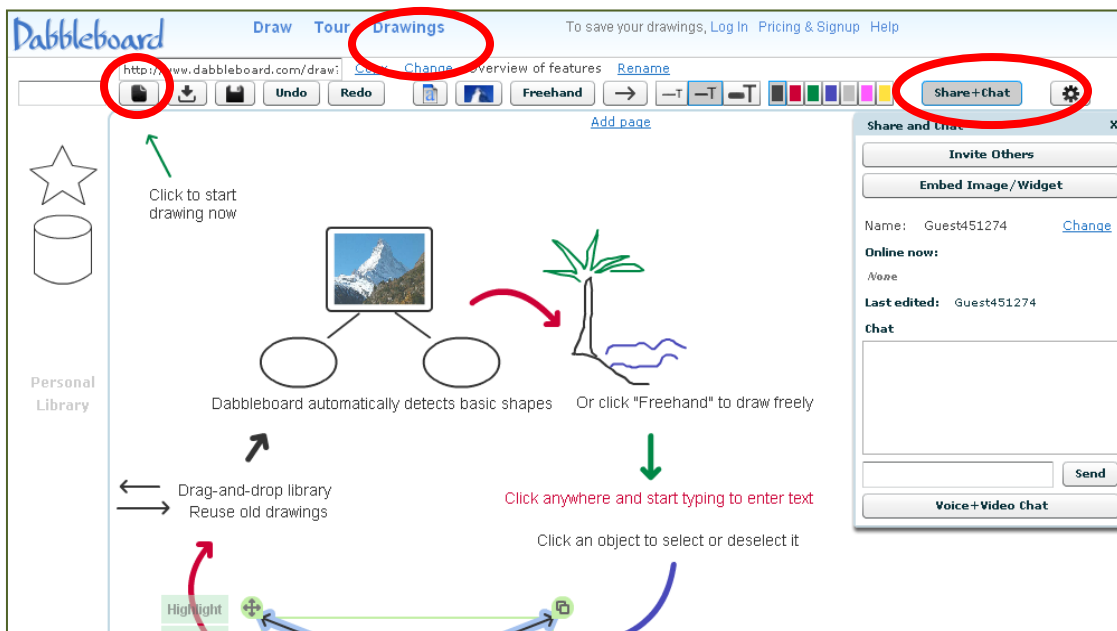 Dabbleboard
Draw Tour Drawings To save your drawings, Log In Pricing & Signup Help
http://www.dabbleboard.com/draw? Copy Change Overview of features Rename
Undo Redo a Freehand T T T Share+Chat
Add page
Share and Chat X
Invite Others
Embed Image/Widget
Name: Guest451274 Change
Online now:
None
Last edited: Guest451274
Chat
Send
Voice+Video Chat
Click to start
drawing now
Personal
Library
Dabbleboard automatically detects basic shapes
Or click "Freehand" to draw freely
Drag-and-drop library
Reuse old drawings
Click anywhere and start typing to enter text
Click an object to select or deselect it
Highlight